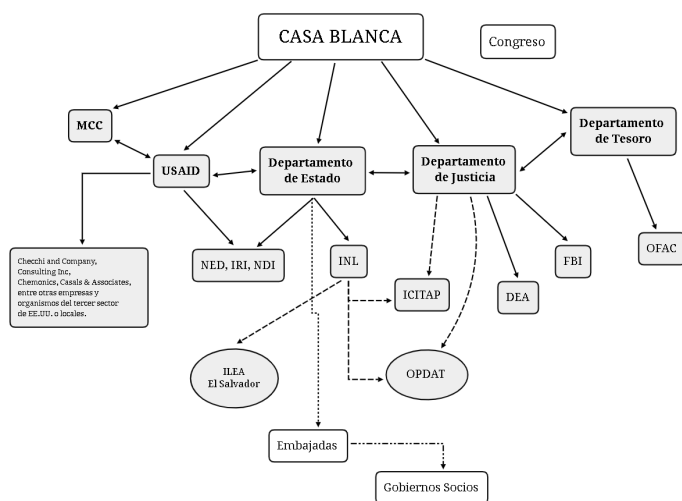 CASA BLANCA
Congreso
MCC
Departamento
de Tesoro
USAID
Departamento
de Estado
Departamento
de Justicia
Checchi and Company,
Consulting Inc,
Chemonics, Casals & Associates,
entre otras empresas y
organismos del tercer sector
de EE.UU. o locales.
NED, IRI, NDI
INL
ICITAP
DEA
FBI
OFAC
ILEA
El Salvador
OPDAT
Embajadas
Gobiernos Socios